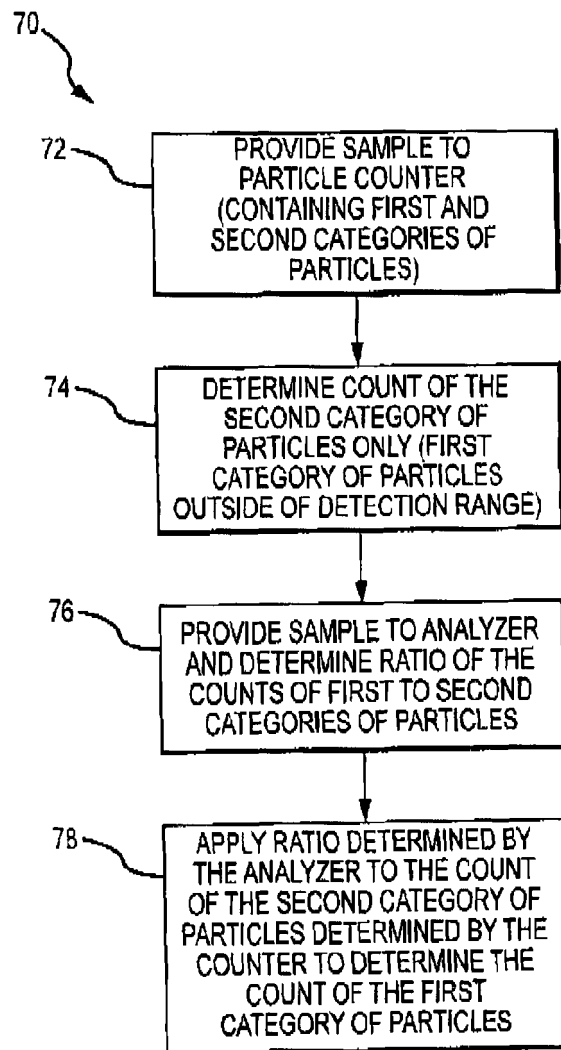 70
72
PROVIDE SAMPLE TO
PARTICLE COUNTER
(CONTAINING FIRST AND
SECOND CATEGORIES OF
PARTICLES)
74
DETERMINE COUNT OF THE
SECOND CATEGORY OF
PARTICLES ONLY (FIRST
CATEGORY OF PARTICLES
OUTSIDE OF DETECTION RANGE)
76
PROVIDE SAMPLE TO ANALYZER
AND DETERMINE RATIO OF THE
COUNTS OF FIRST TO SECOND
CATEGORIES OF PARTICLES
78
APPLY RATIO DETERMINED BY
THE ANALYZER TO THE COUNT
OF THE SECOND CATEGORY OF
PARTICLES DETERMINED BY THE
COUNTER TO DETERMINE THE
COUNT OF THE FIRST
CATEGORY OF PARTICLES